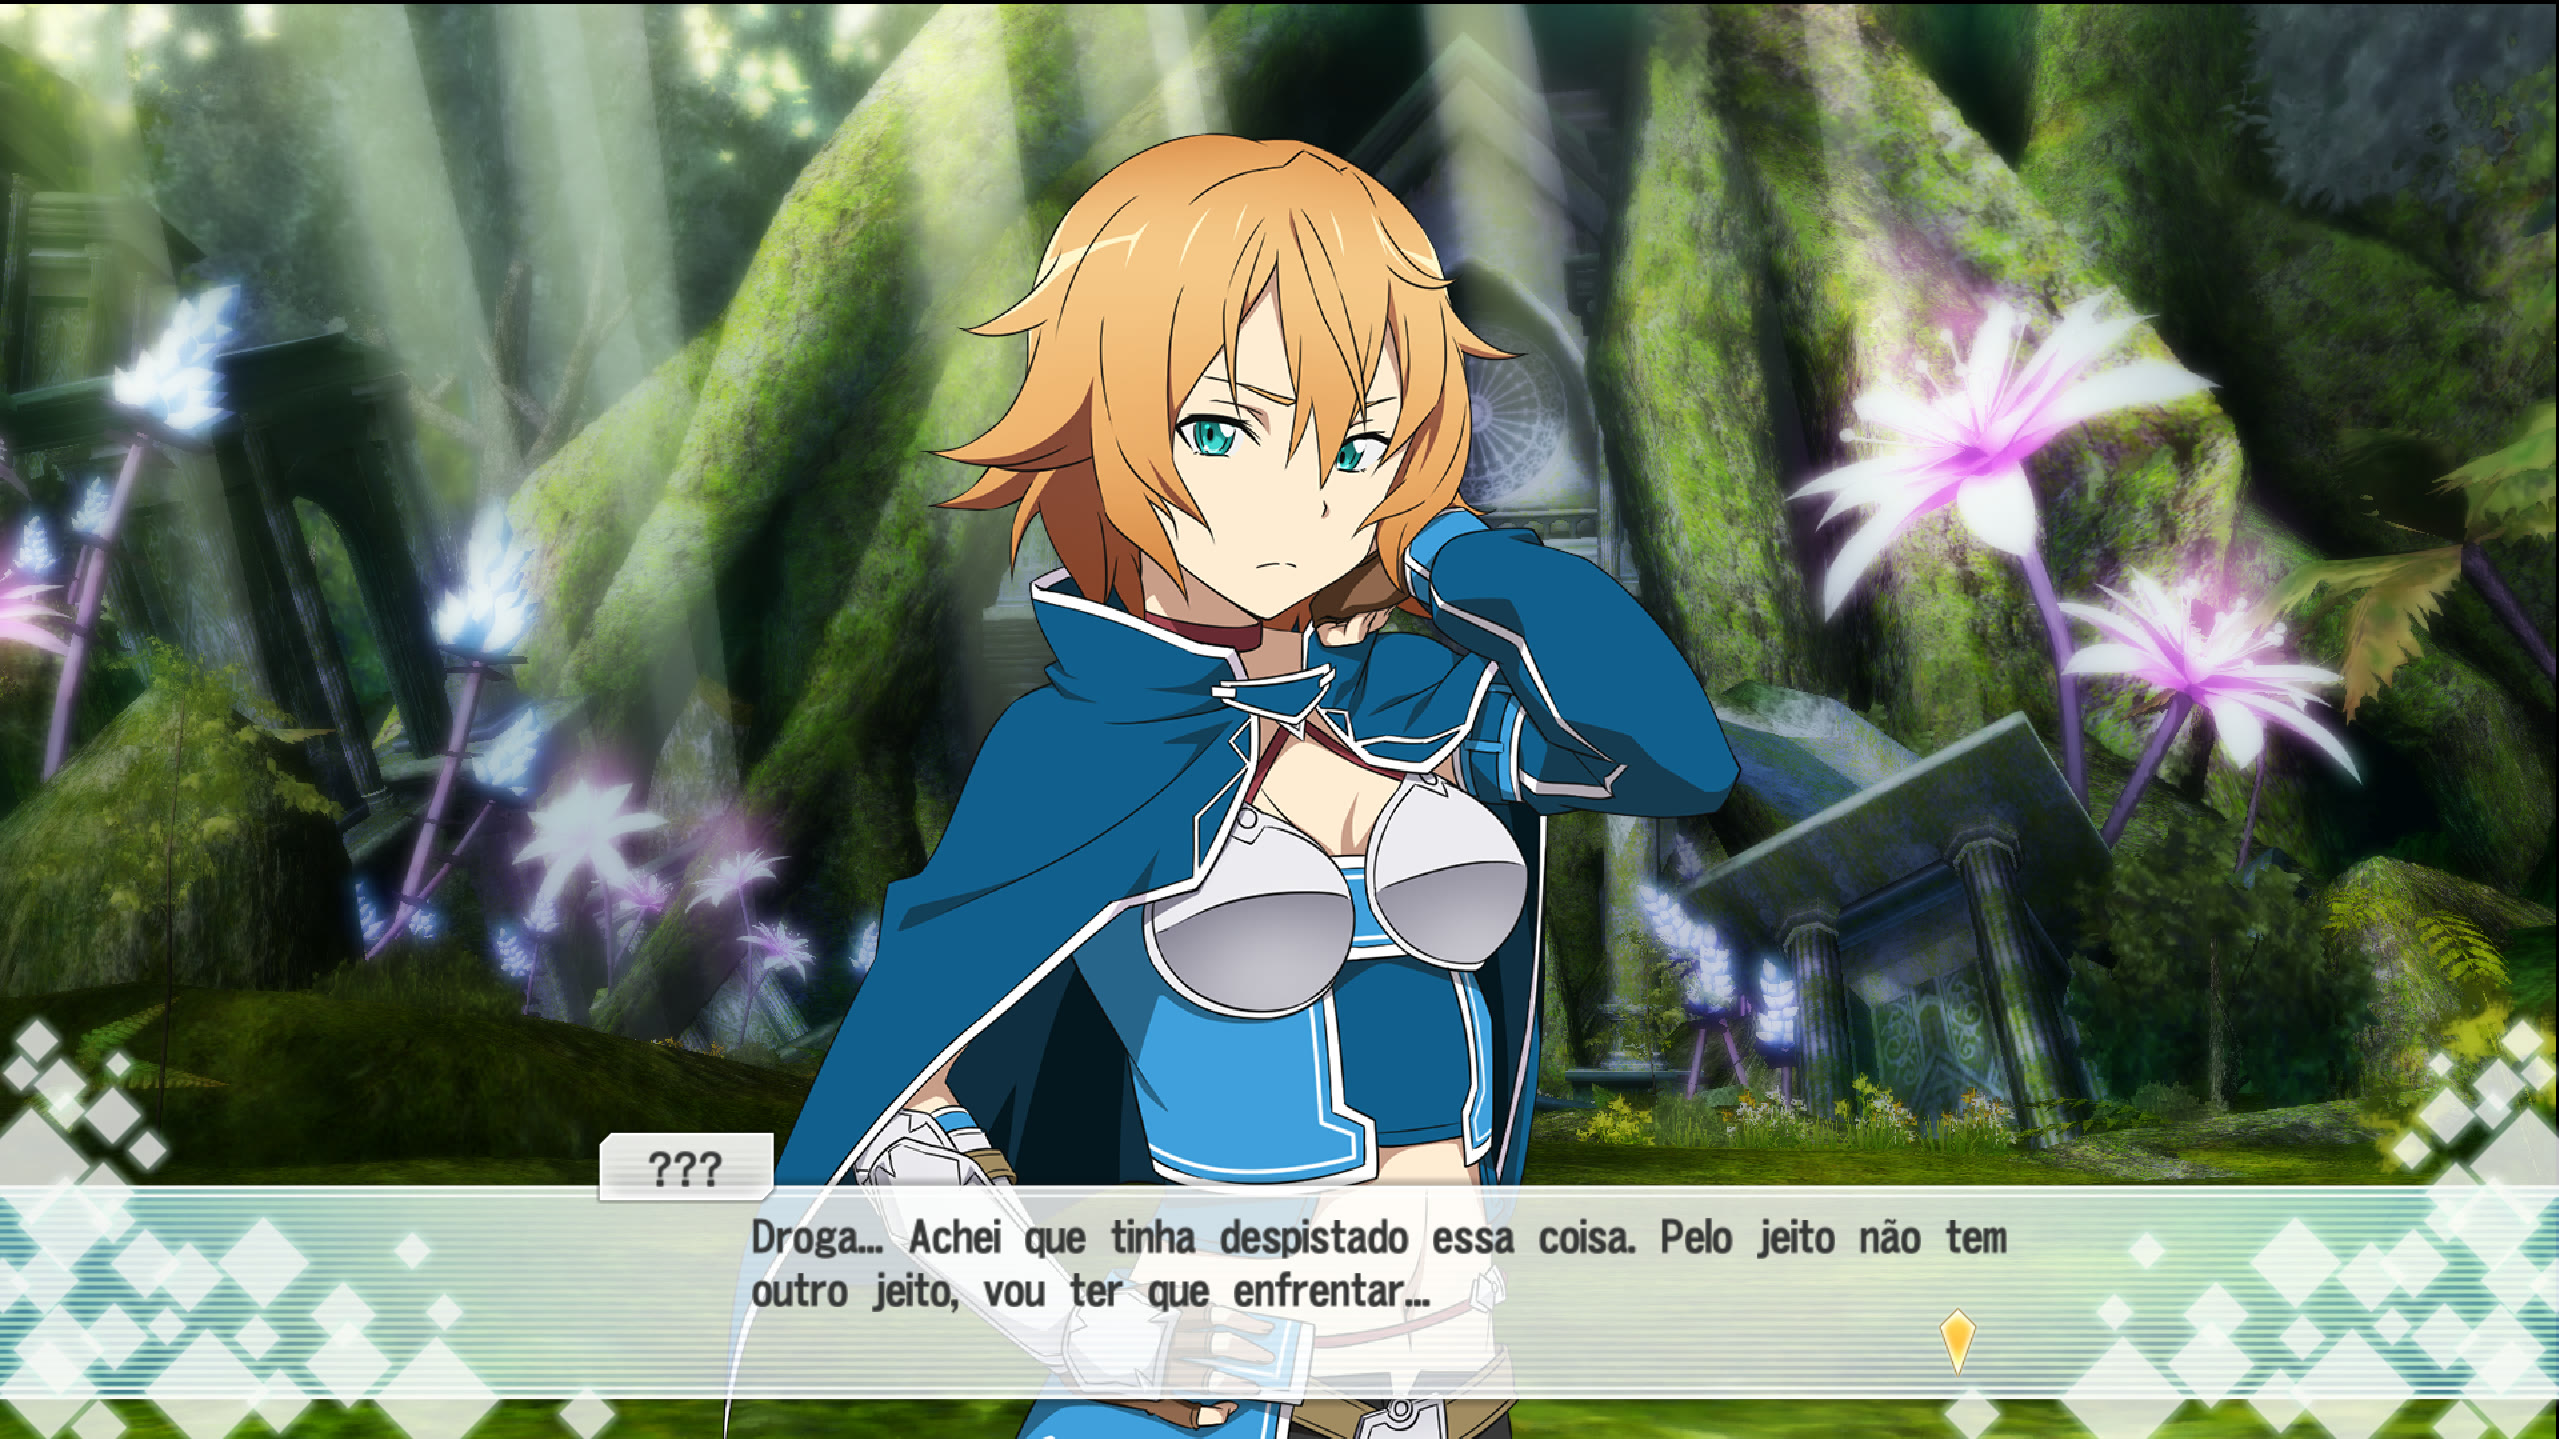 ???
Droga... Achei que tinha despistado essa coisa. Pelo jeito não tem
outro jeito, vou ter que enfrentar...